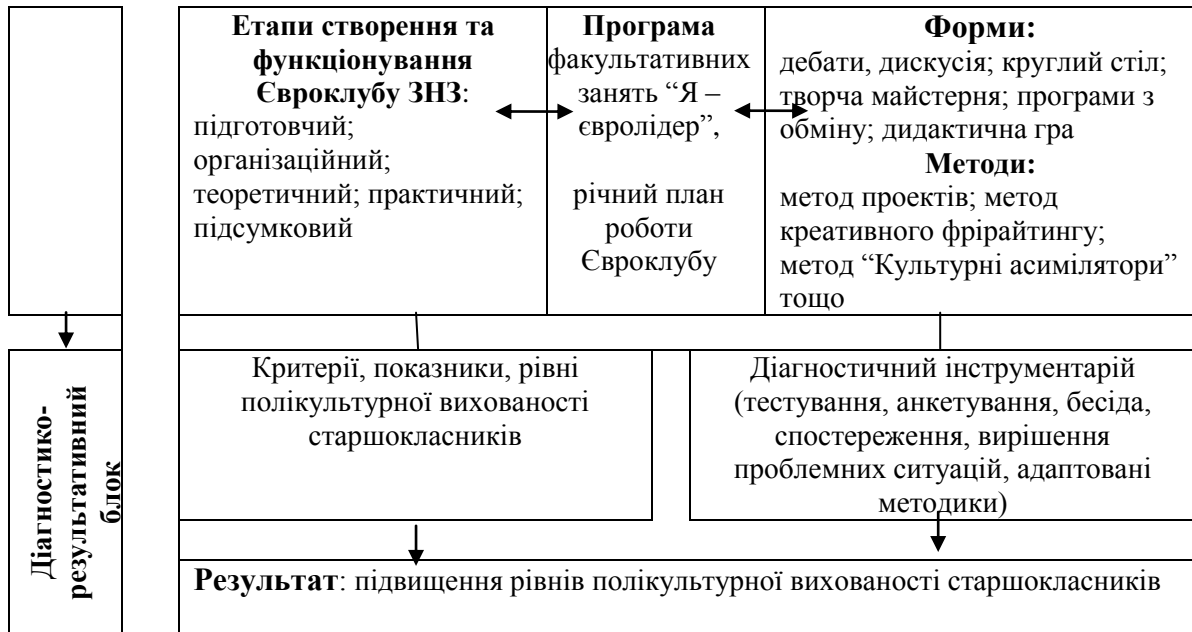 Етапи створення та
функціонування
Євроклубу ЗНЗ:
підготовчий;
організаційний;
теоретичний; практичний;
підсумковий
Програма
факультативних
занять “Я –
євролідер”,
річний план
роботи
Євроклубу
Форми:
дебати, дискусія; круглий стіл;
творча майстерня; програми з
обміну; дидактична гра
Методи:
метод проектів; метод
креативного фрірайтингу;
метод “Культурні асимілятори”
тощо
Діагностико-
результативний
блок
Критерії, показники, рівні
полікультурної вихованості
старшокласників
Діагностичний інструментарій
(тестування, анкетування, бесіда,
спостереження, вирішення
проблемних ситуацій, адаптовані
методики)
Результат: підвищення рівнів полікультурної вихованості старшокласників